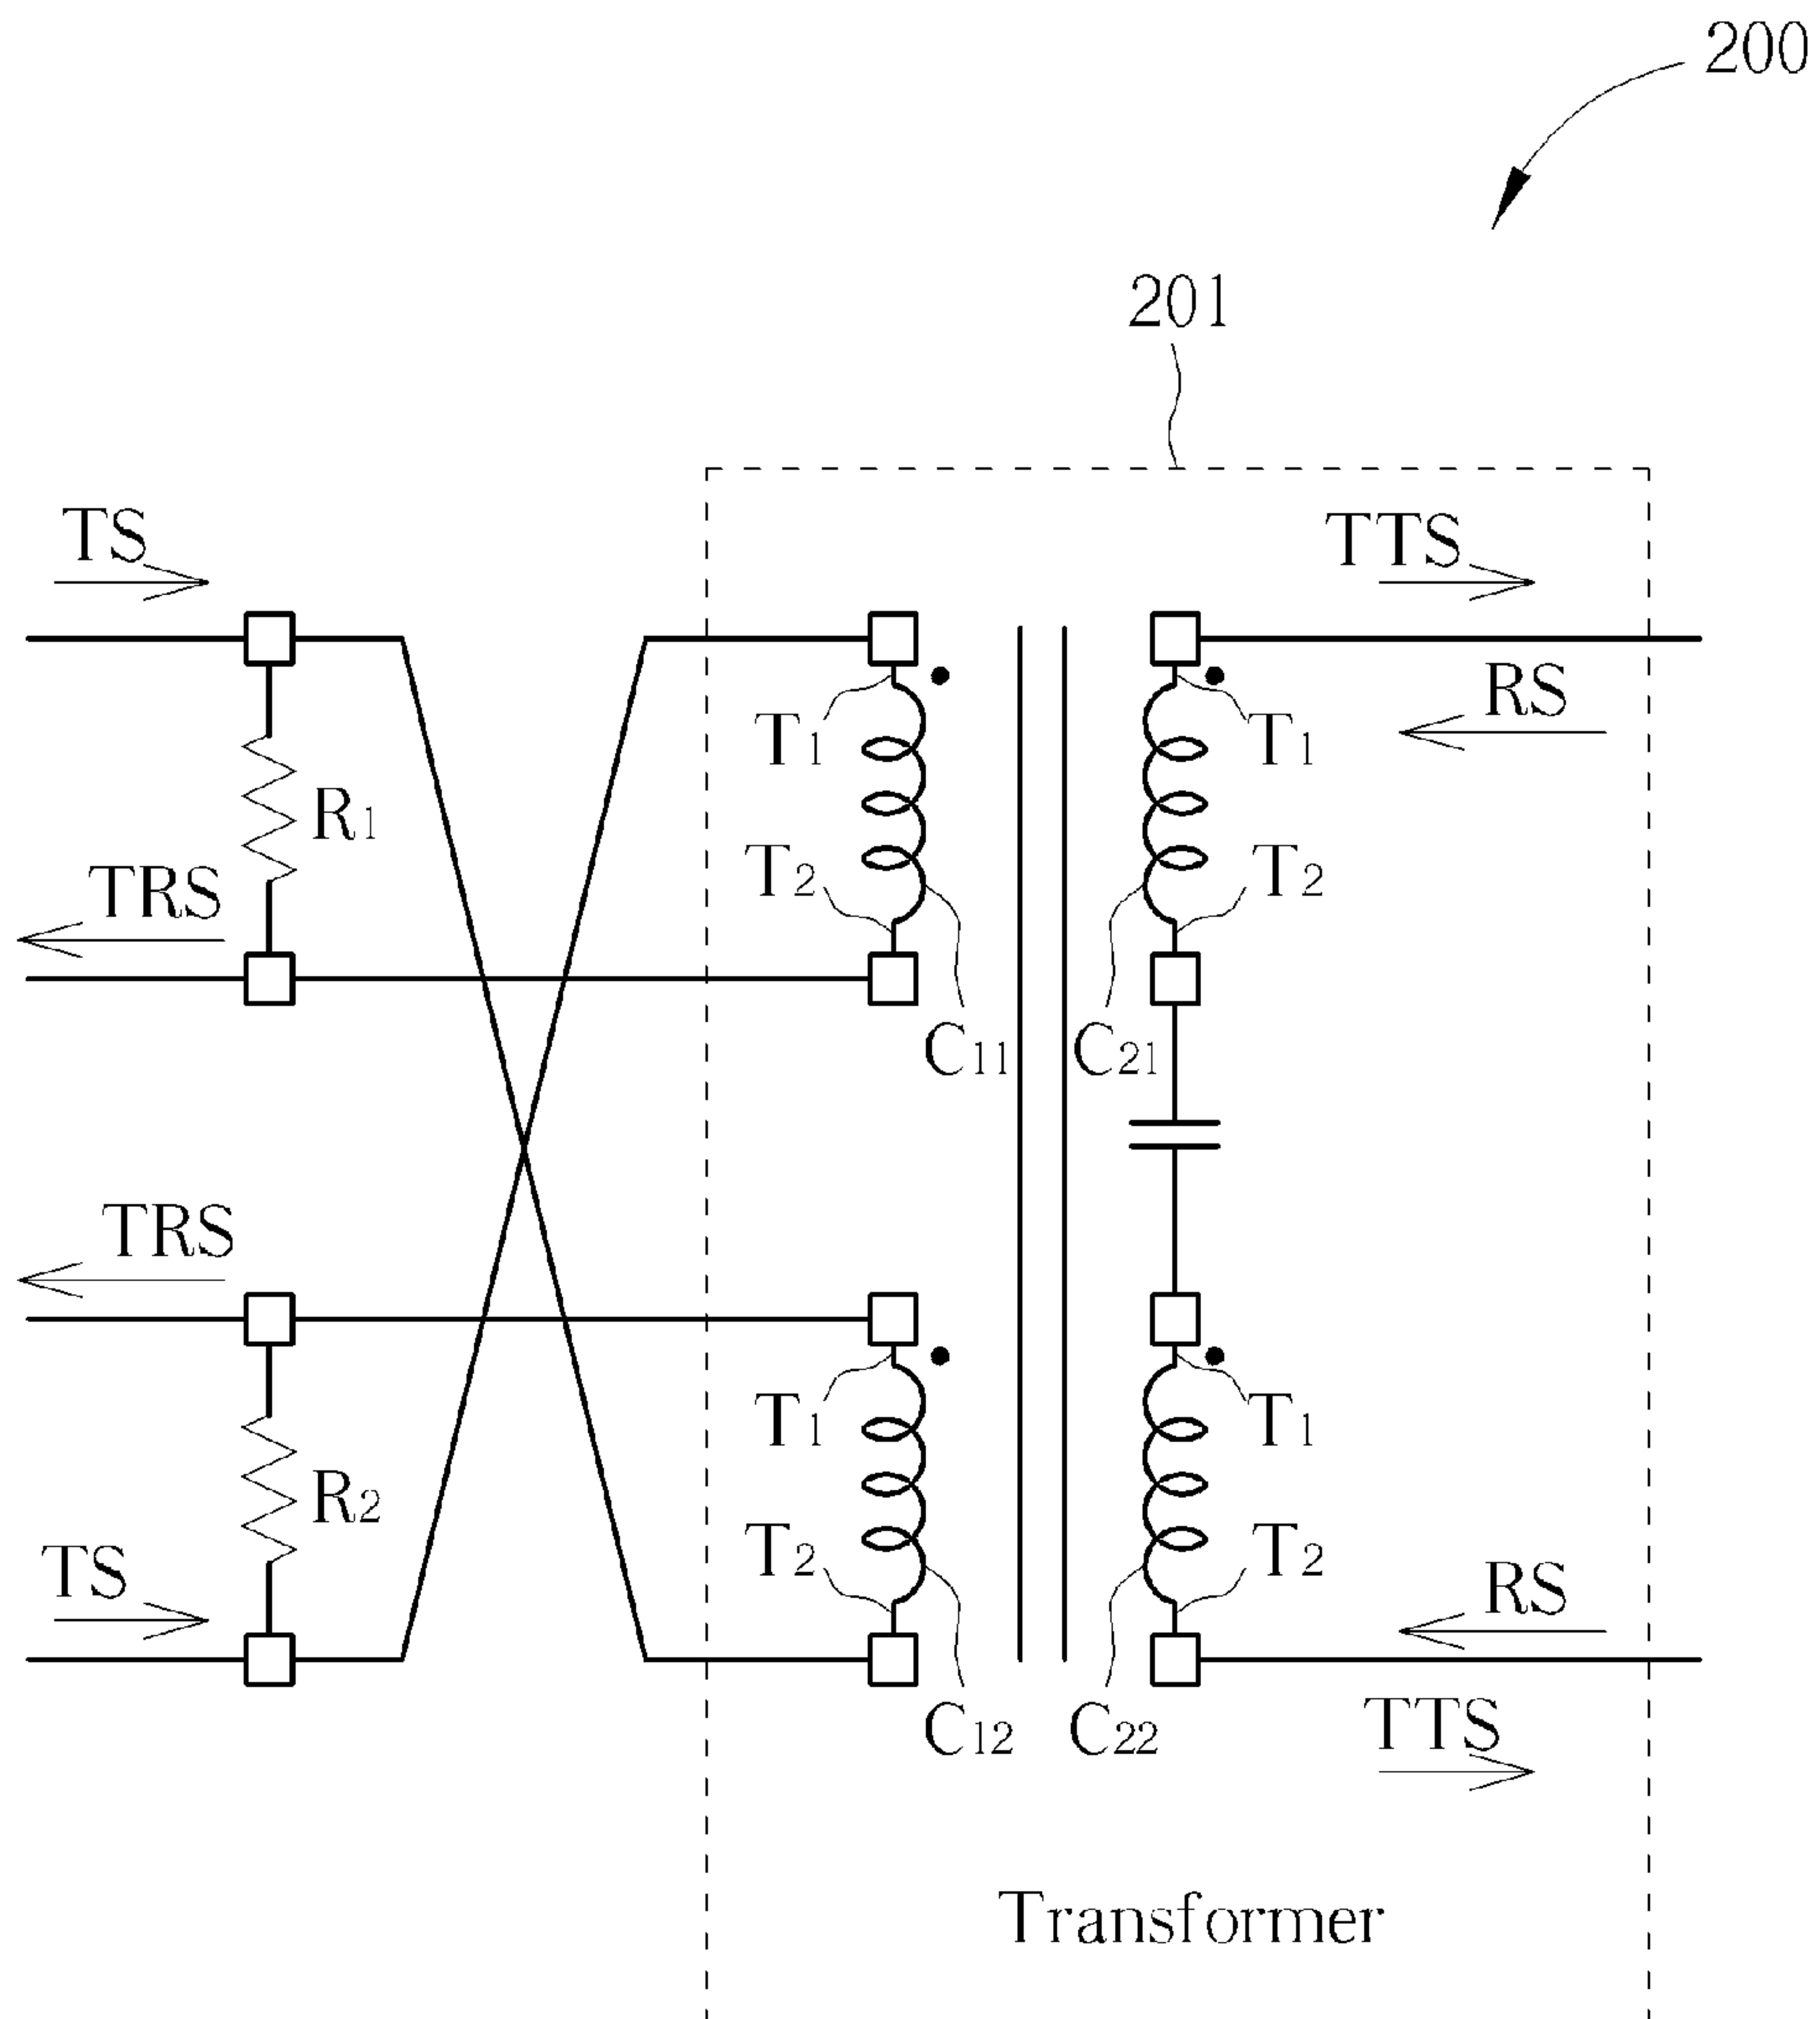 200
201
TS
TTS
RS
T1
T1
R1
T2
T2
TRS
C11
C21
TRS
T1
T1
R2
T2
T2
TS
RS
C12
C22
TTS
Transformer